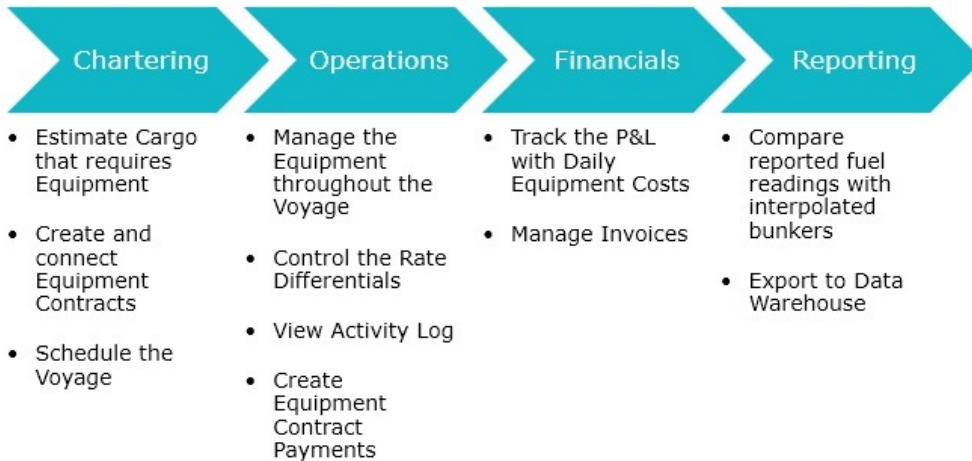 Chartering
Operations
Financials
Reporting
• Estimate Cargo
that requires
Equipment
• Create and
connect
Equipment
Contracts
• Schedule the
Voyage
• Manage the
Equipment
throughout the
Voyage
• Control the Rate
Differentials
• View Activity Log
• Create
Equipment
Contract
Payments
• Track the P&L
with Daily
Equipment Costs
• Manage Invoices
• Compare
reported fuel
readings with
interpolated
bunkers
• Export to Data
Warehouse